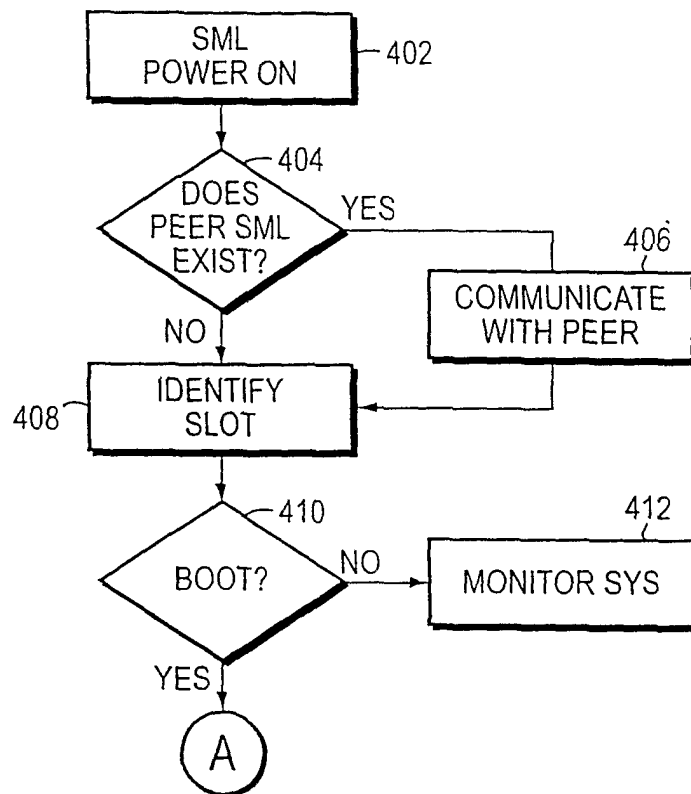 SML
POWER ON
402
404
DOES
PEER SML
EXIST?
YES
406
COMMUNICATE
WITH PEER
NO
IDENTIFY
SLOT
408
410
BOOT?
NO
412
MONITOR SYS
YES
A